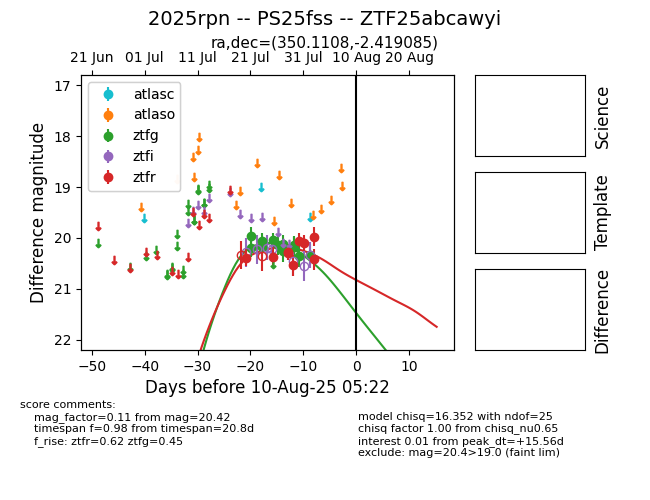 2025rpn -- PS25fss -- ZTF25abcawyi
ra,dec=(350.1108,-2.419085)
21 Jun 01 Jul 11 Jul 21 Jul 31 Jul 10 Aug 20 Aug
17
18
19
20
21
22
Difference magnitude
atlasc
atlaso
ztfg
ztfi
ztfr
−50 −40 −30 −20 −10 0 10
Days before 10-Aug-25 05:22
Science
Template
Difference
score comments:
mag_factor=0.11 from mag=20.42
timespan f=0.98 from timespan=20.8d
f_rise: ztfr=0.62 ztfg=0.45
model chisq=16.352 with ndof=25
chisq factor 1.00 from chisq_nu0.65
interest 0.01 from peak_dt=+15.56d
exclude: mag=20.4>19.0 (faint lim)